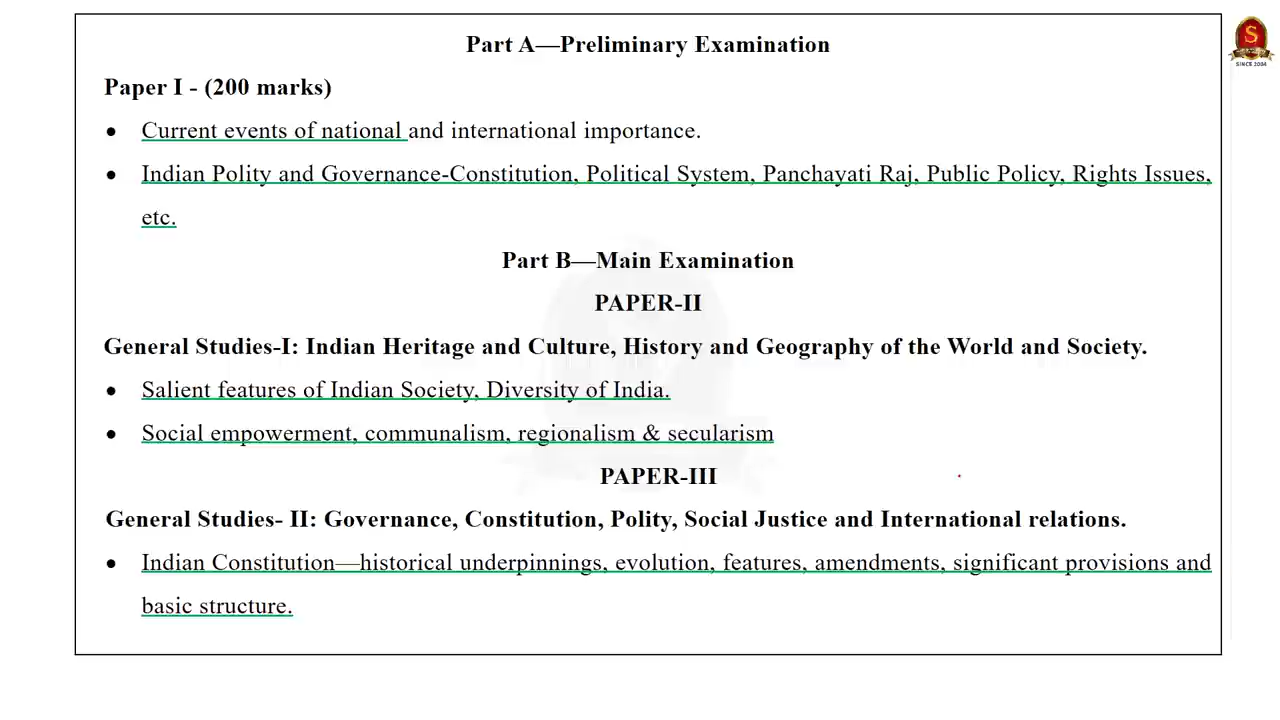 Part A—Preliminary Examination
S
SINCE 2004
Paper I - (200 marks)
● Current events of national and international importance.
● Indian Polity and Governance-Constitution, Political System, Panchayati Raj, Public Policy, Rights Issues,
etc.
Part B—Main Examination
PAPER-II
General Studies-I: Indian Heritage and Culture, History and Geography of the World and Society.
● Salient features of Indian Society, Diversity of India.
● Social empowerment, communalism, regionalism & secularism
PAPER-III
General Studies- II: Governance, Constitution, Polity, Social Justice and International relations.
● Indian Constitution—historical underpinnings, evolution, features, amendments, significant provisions and
basic structure.